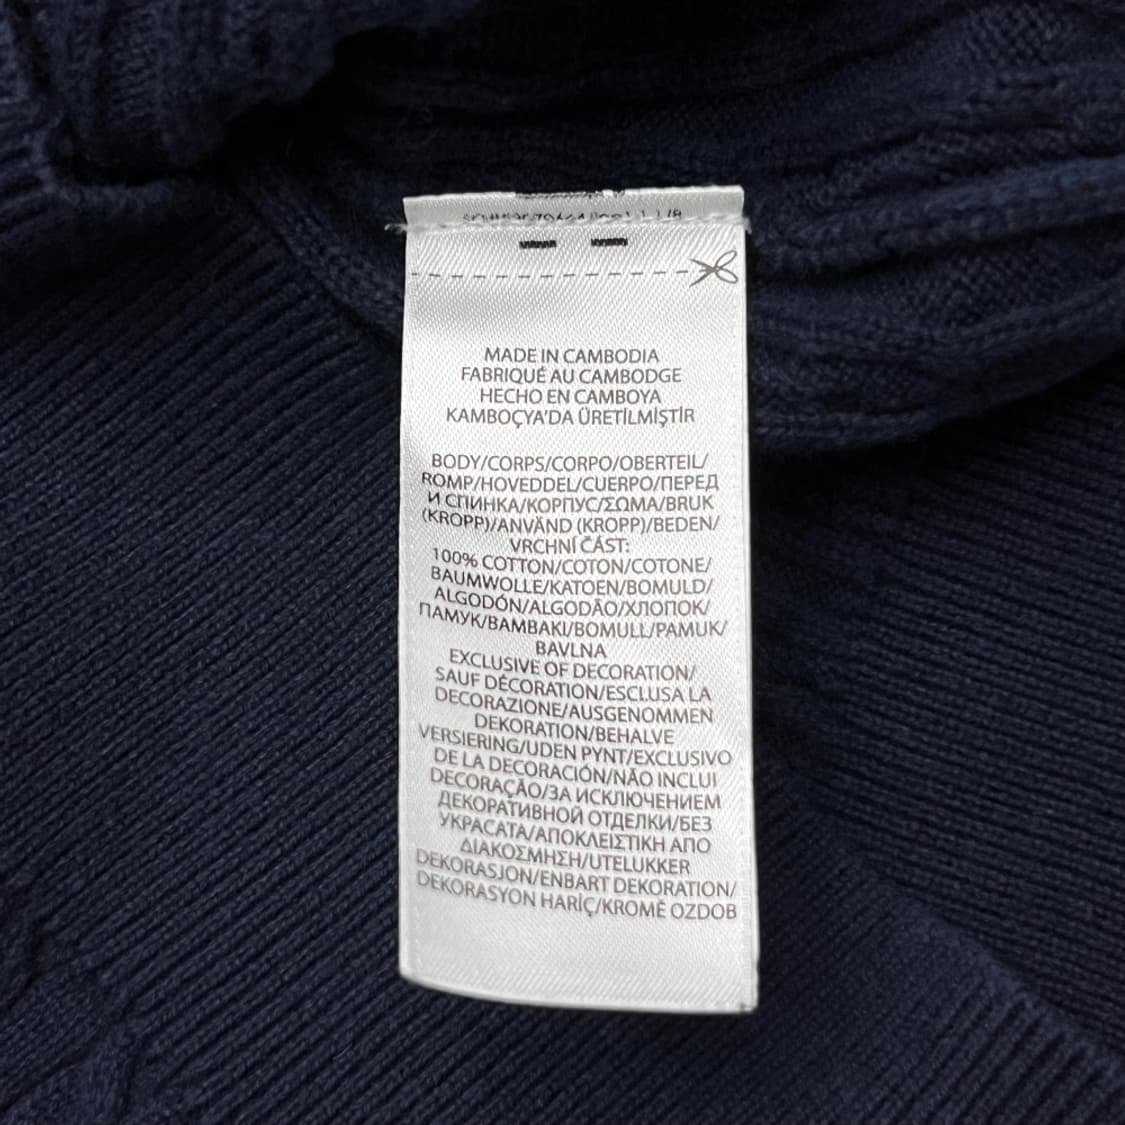 MADE IN CAMBODIA
FABRIQUÉ AU CAMBODGE
HECHO EN CAMBOYA
KAMBOÇYA'DA ÜRETİLMİŞTİR
BODY/CORPS/CORPO/OBERTEIL/
ROMP/HOVEDDEL/CUERPO/ПЕРЕД
И СПИНКА/КОРПУС/ΣΩΜΑ/BRUK
(KROPP)/ANVÄND (KROPP)/BEDEN/
VRCHNÍ ČÁST:
100% COTTON/COTON/COTONE/
BAUMWOLLE/KATOEN/BOMULD/
ALGODÓN/ALGODÃO/ХЛОПОК/
ПАМУК/ΒΑΜΒΑΚΙ/BOMULL/PAMUK/
BAVLNA
EXCLUSIVE OF DECORATION/
SAUF DÉCORATION/ESCLUSA LA
DECORAZIONE/AUSGENOMMEN
DEKORATION/BEHALVE
VERSIERING/UDEN PYNT/EXCLUSIVO
DE LA DECORACIÓN/NÃO INCLUI
DECORAÇÃO/ЗА ИСКЛЮЧЕНИЕМ
ДЕКОРАТИВНОЙ ОТДЕЛКИ/БЕЗ
УКРАСАТА/ΑΠΟΚΛΕΙΣΤΙΚΗ ΑΠΟ
ΔΙΑΚΟΣΜΗΣΗ/UTELUKKER
DEKORASJON/ENBART DEKORATION/
DEKORASYON HARİÇ/KROMĚ OZDOB